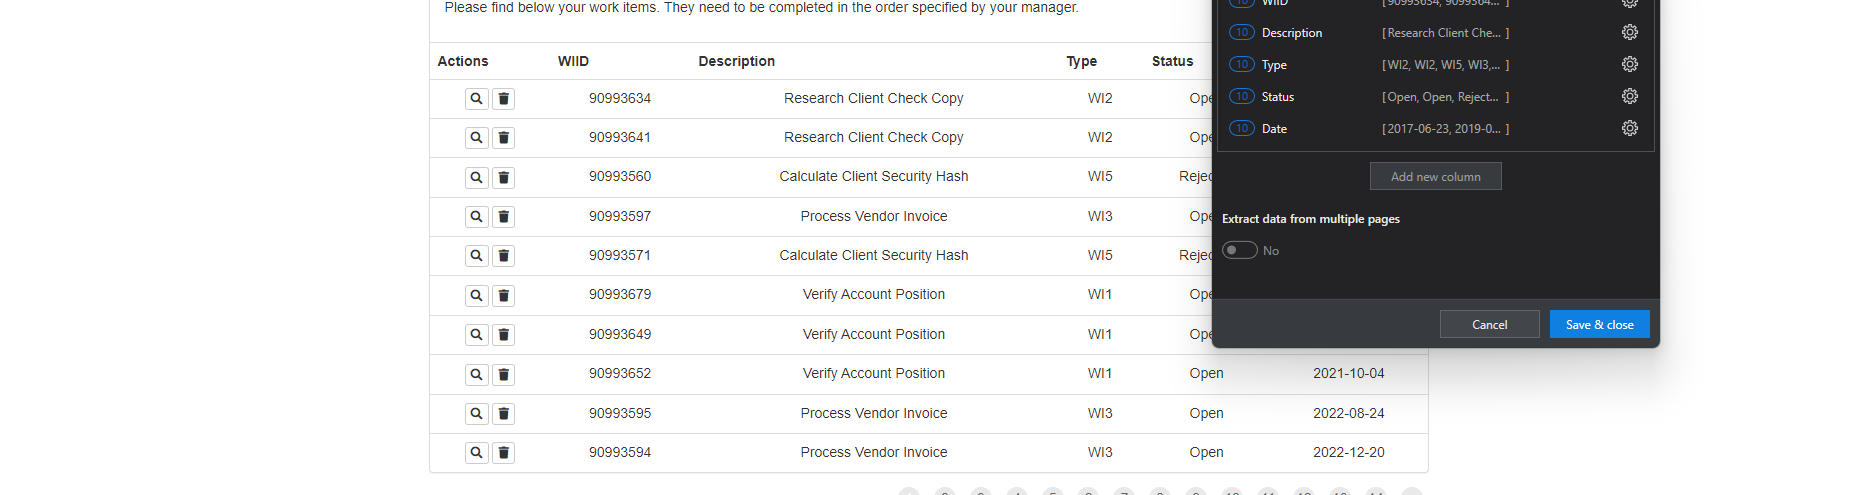 Please find below your work items. They need to be completed in the order specified by your manager.
Actions WIID Description Type Status
90993634 Research Client Check Copy WI2 Ope
90993641 Research Client Check Copy WI2 Ope
90993560 Calculate Client Security Hash WI5 Rejec
90993597 Process Vendor Invoice WI3 Ope
90993571 Calculate Client Security Hash WI5 Rejec
90993679 Verify Account Position WI1 Ope
90993649 Verify Account Position WI1 Ope
90993652 Verify Account Position WI1 Open 2021-10-04
90993595 Process Vendor Invoice WI3 Open 2022-08-24
90993594 Process Vendor Invoice WI3 Open 2022-12-20
10 WIID [ 90993634, 9099364... ]
10 Description [ Research Client Che... ]
10 Type [ WI2, WI2, WI5, WI3,... ]
10 Status [ Open, Open, Reject... ]
10 Date [ 2017-06-23, 2019-0... ]
Add new column
Extract data from multiple pages
No
Cancel Save & close